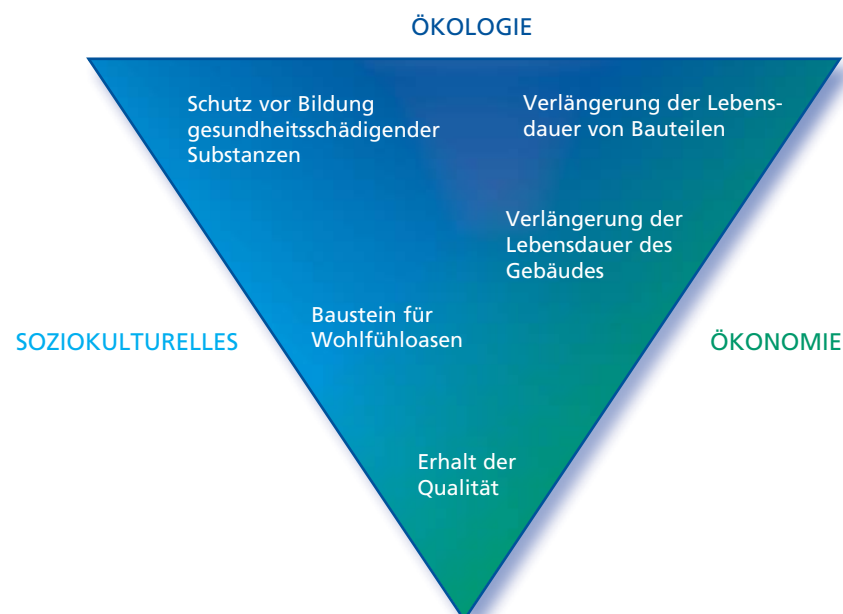 ÖKOLOGIE
Schutz vor Bildung
gesundheitsschädigender
Substanzen
Verlängerung der Lebens-
dauer von Bauteilen
Verlängerung der
Lebensdauer des
Gebäudes
Baustein für
Wohlfühloasen
SOZIOKULTURELLES
ÖKONOMIE
Erhalt der
Qualität